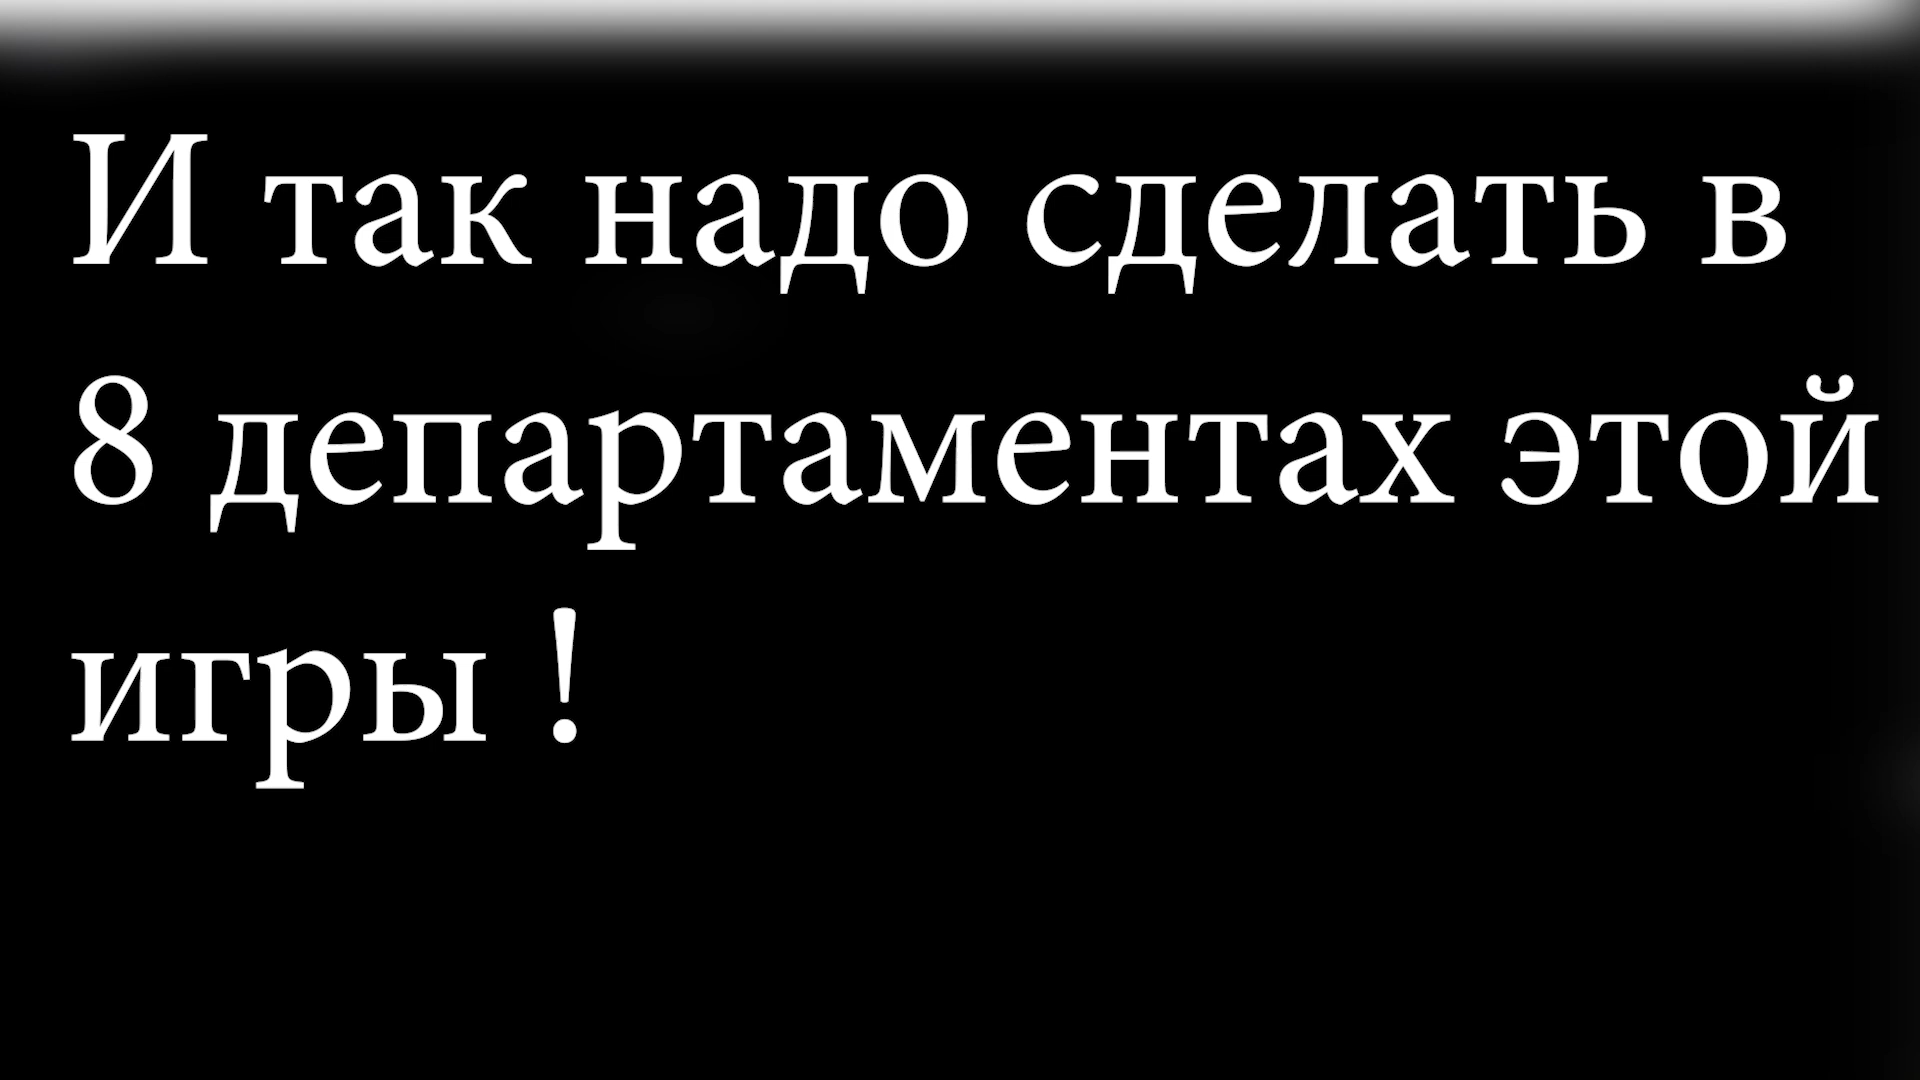 И так надо сделать в
8 департаментах этой
игры !